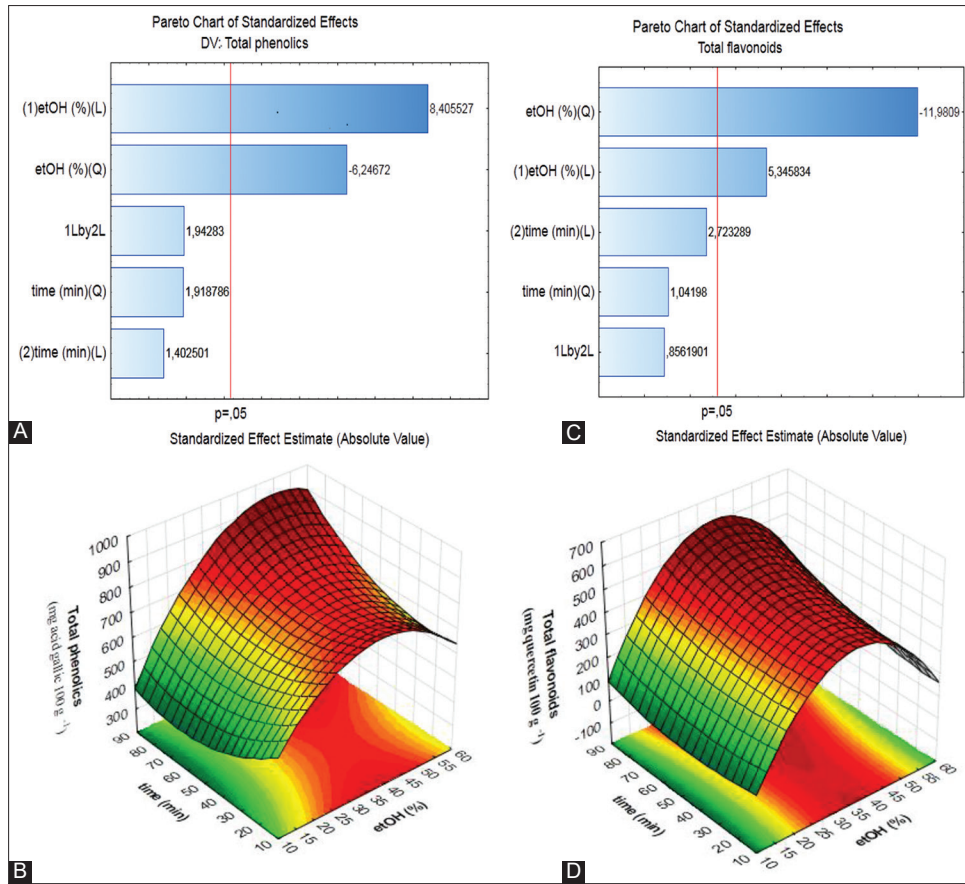 Pareto Chart of Standardized Effects
DV: Total phenolics
(1)etOH (%)(L)
8,405527
etOH (%)(Q)
-6,24672
1Lby2L
1,94283
time (min)(Q)
1,918786
(2)time (min)(L)
1,402501
p=,05
Standardized Effect Estimate (Absolute Value)
A
Pareto Chart of Standardized Effects
Total flavonoids
etOH (%)(Q)
-11,9809
(1)etOH (%)(L)
5,345834
(2)time (min)(L)
2,723289
time (min)(Q)
1,04198
1Lby2L
,8561901
p=,05
Standardized Effect Estimate (Absolute Value)
C
1000
900
800
700
600
500
400
300
Total phenolics
(mg acid gallic 100 g -1)
90
80
70
60
50
40
30
20
10
time (min)
10
15
20
25
30
35
40
45
50
55
60
etOH (%)
B
700
600
500
400
300
200
100
0
-100
Total flavonoids
(mg quercetin 100 g -1)
90
80
70
60
50
40
30
20
10
time (min)
10
15
20
25
30
35
40
45
50
55
60
etOH (%)
D